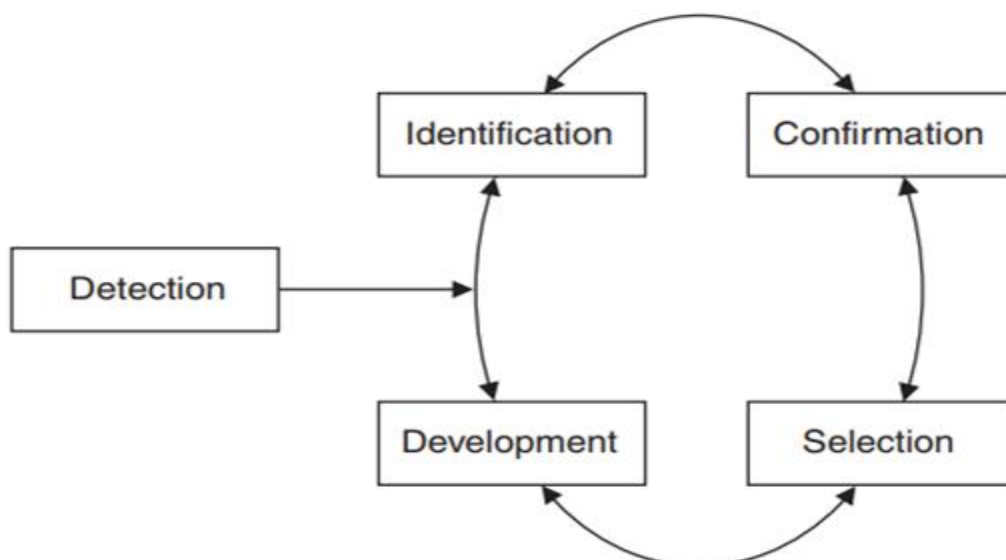 Identification
Confirmation
Detection
Development
Selection